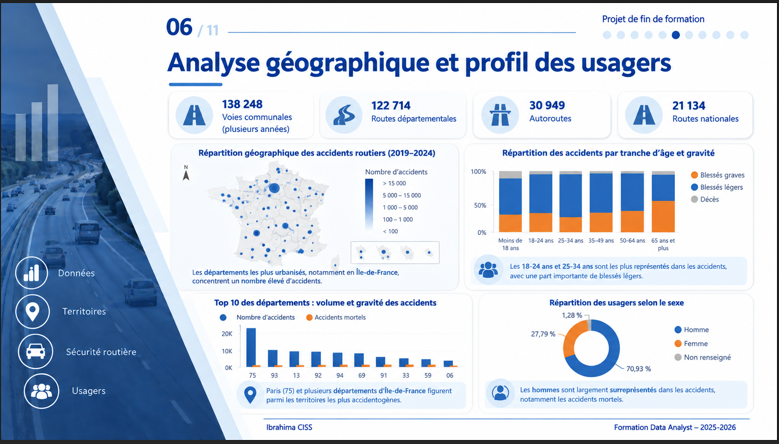 06 / 11
Projet de fin de formation
Analyse géographique et profil des usagers
138 248
Voies communales
(plusieurs années)
122 714
Routes départementales
30 949
Autoroutes
21 134
Routes nationales
Données
Territoires
Sécurité routière
Usagers
Répartition géographique des accidents routiers (2019–2024)
N
Nombre d'accidents
> 15 000
5 000 – 15 000
1 000 – 5 000
100 – 1 000
< 100
Les départements les plus urbanisés, notamment en Île-de-France,
concentrent un nombre élevé d'accidents.
Répartition des accidents par tranche d'âge et gravité
100%
50%
0%
Moins de
18 ans
18-24 ans
25-34 ans
35-49 ans
50-64 ans
65 ans et
plus
Blessés graves
Blessés légers
Décès
Les 18-24 ans et 25-34 ans sont les plus représentés dans les accidents,
avec une part importante de blessés légers.
Top 10 des départements : volume et gravité des accidents
Nombre d'accidents
Accidents mortels
20K
10K
0K
75 93 13 92 94 69 91 33 59 06
Paris (75) et plusieurs départements d'Île-de-France figurent
parmi les territoires les plus accidentogènes.
Répartition des usagers selon le sexe
1,28 %
27,79 %
70,93 %
Homme
Femme
Non renseigné
Les hommes sont largement surreprésentés dans les accidents,
notamment les accidents mortels.
Ibrahima CISS
Formation Data Analyst – 2025-2026